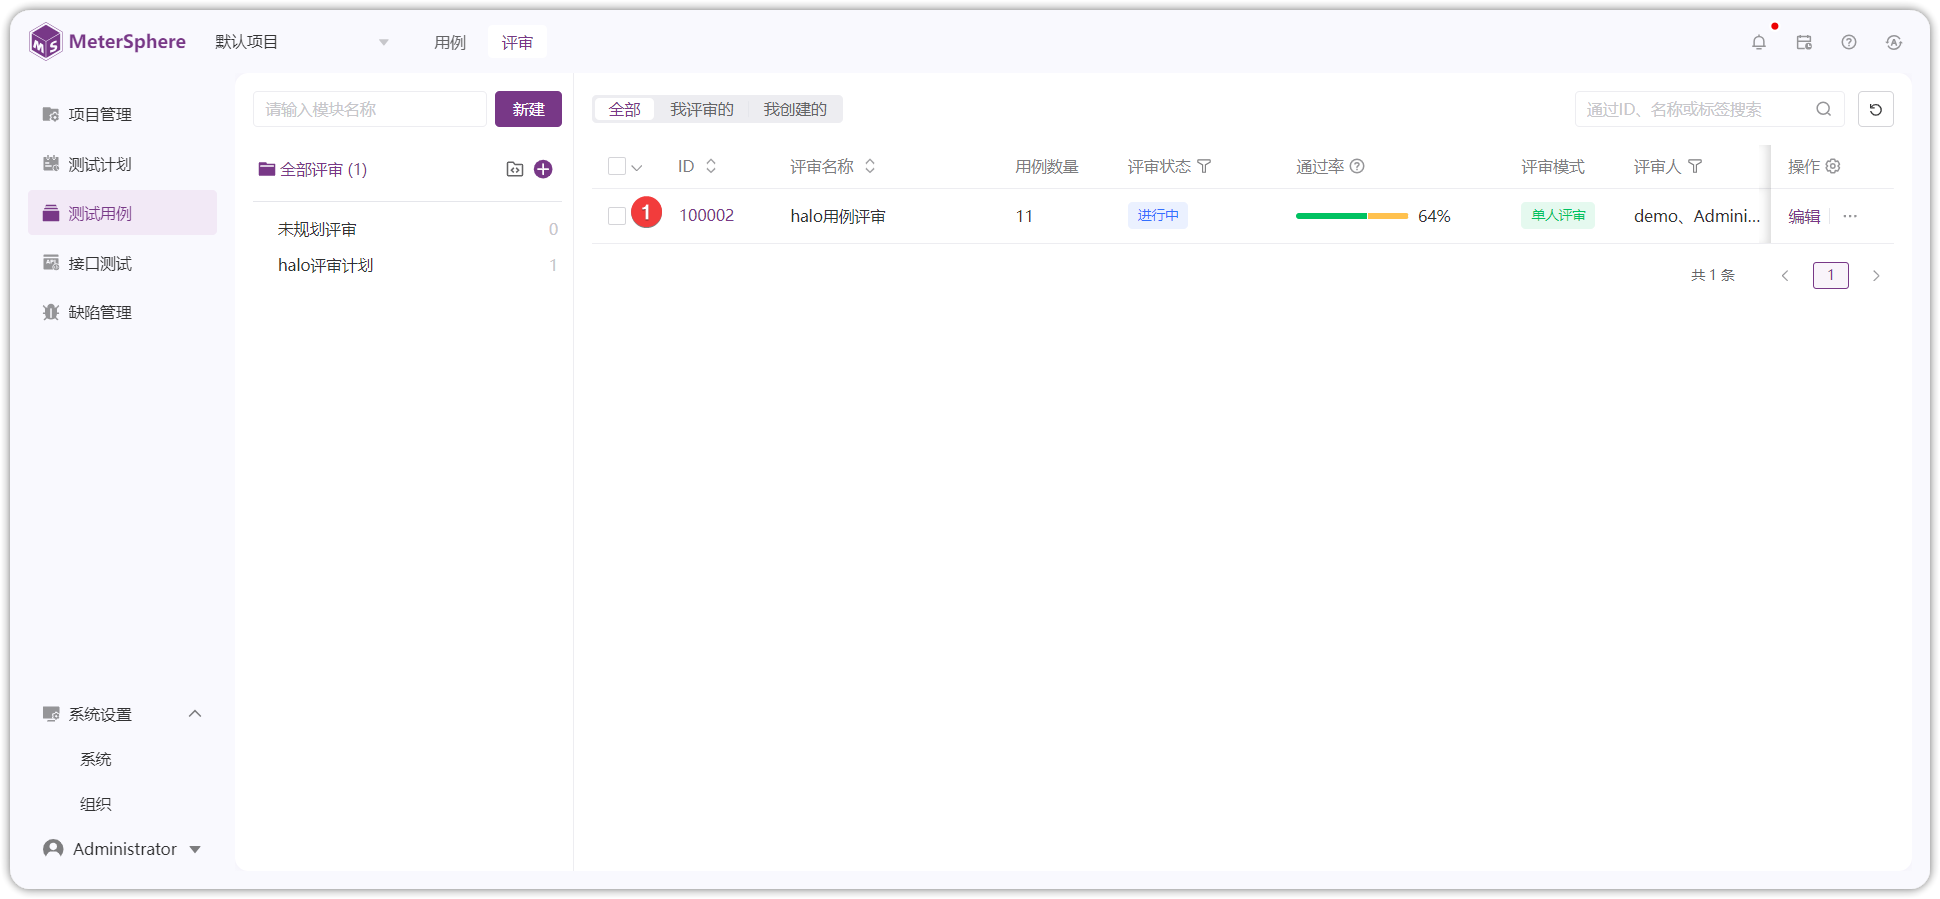 MeterSphere
默认项目
用例
评审
项目管理
测试计划
测试用例
接口测试
缺陷管理
系统设置
系统
组织
Administrator
请输入模块名称
新建
全部评审 (1)
未规划评审 0
halo评审计划 1
全部 我评审的 我创建的
通过ID、名称或标签搜索
ID 评审名称 用例数量 评审状态 通过率 评审模式 评审人 操作
1 100002 halo用例评审 11 进行中 64% 单人评审 demo、Admini... 编辑 ...
共 1 条 1